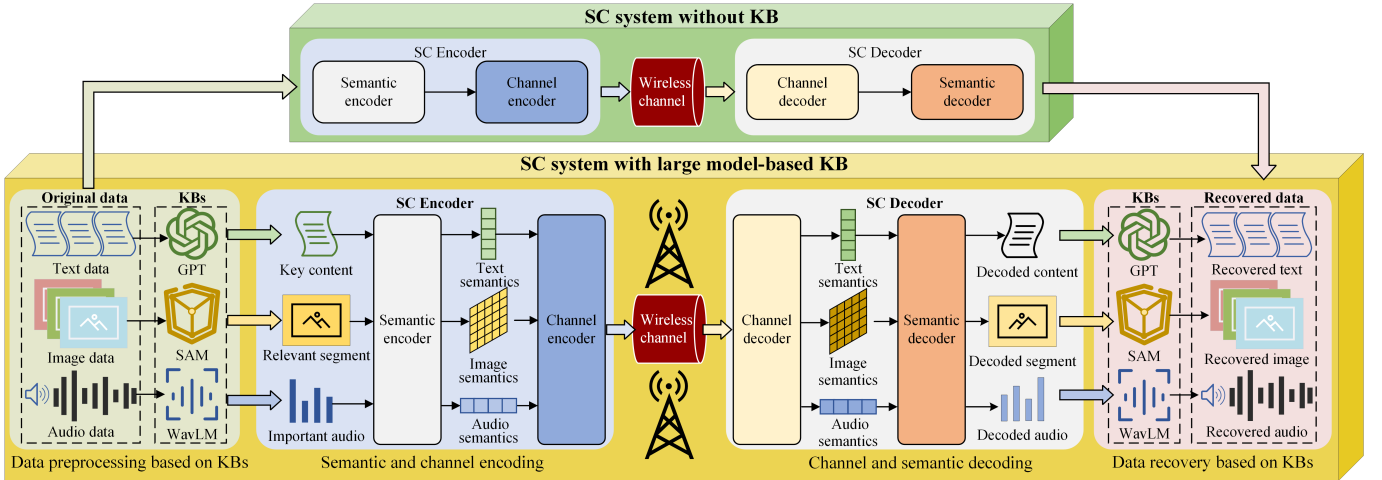 SC system without KB
SC Encoder
Semantic
encoder
Channel
encoder
Wireless
channel
SC Decoder
Channel
decoder
Semantic
decoder
SC system with large model-based KB
Original data
Text data
Image data
Audio data
KBs
GPT
SAM
WavLM
Data preprocessing based on KBs
SC Encoder
Key content
Relevant segment
Important audio
Semantic
encoder
Text
semantics
Image
semantics
Audio
semantics
Channel
encoder
Semantic and channel encoding
Wireless
channel
SC Decoder
Channel
decoder
Text
semantics
Image
semantics
Audio
semantics
Semantic
decoder
Decoded content
Decoded segment
Decoded audio
Channel and semantic decoding
KBs
GPT
SAM
WavLM
Recovered data
Recovered text
Recovered image
Recovered audio
Data recovery based on KBs